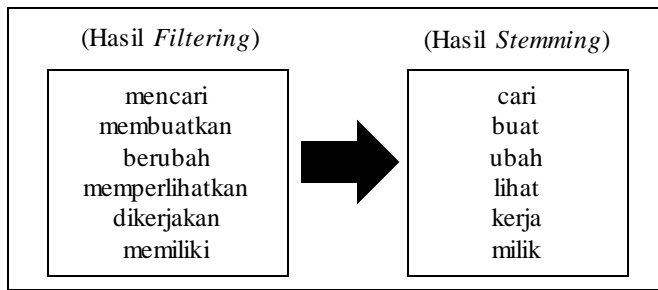 (Hasil Filtering)
mencari
membuatkan
berubah
memperlihatkan
dikerjakan
memiliki
(Hasil Stemming)
cari
buat
ubah
lihat
kerja
milik